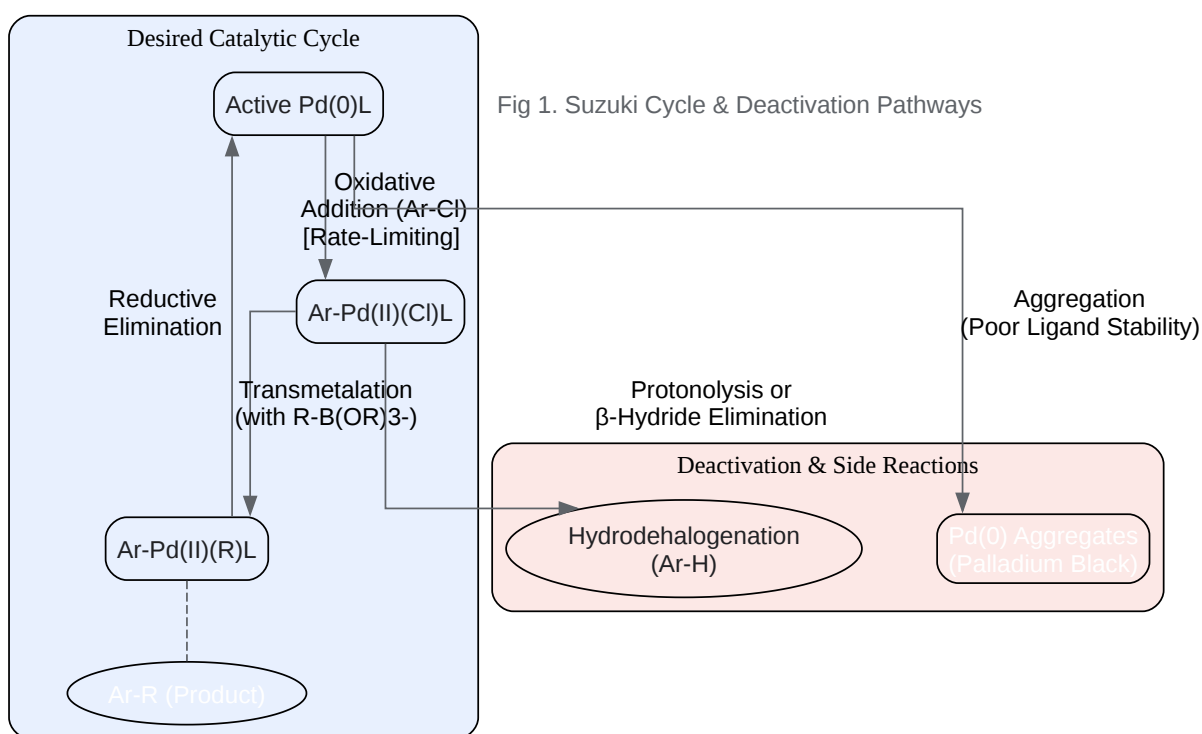 Desired Catalytic Cycle
Active Pd(0)L
Fig 1. Suzuki Cycle & Deactivation Pathways
Oxidative
Addition (Ar-Cl)
[Rate-Limiting]
Reductive
Elimination
Ar-Pd(II)(Cl)L
Aggregation
(Poor Ligand Stability)
Transmetalation
(with R-B(OR)3-)
Protonolysis or
β-Hydride Elimination
Deactivation & Side Reactions
Ar-Pd(II)(R)L
Hydrodehalogenation
(Ar-H)
Pd(0) Aggregates
(Palladium Black)
Ar-R (Product)